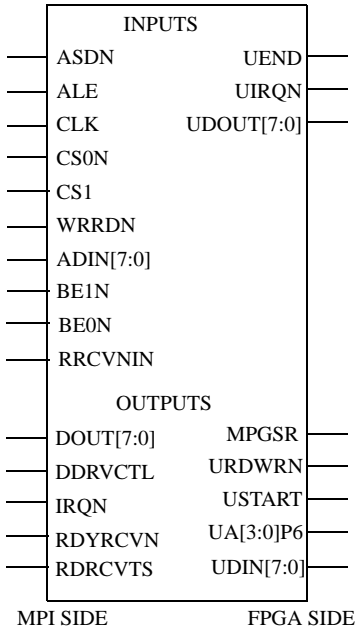 INPUTS
ASDN UEND
ALE UIRQN
CLK UDOUT[7:0]
CS0N
CS1
WRRDN
ADIN[7:0]
BE1N
BE0N
RRCVNIN
OUTPUTS
DOUT[7:0] MPGSR
DDRVCTL URDWRN
IRQN USTART
RDYRCVN UA[3:0]P6
RDRCVTS UDIN[7:0]
MPI SIDE FPGA SIDE